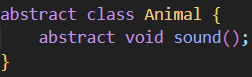 abstract class Animal {
    abstract void sound();
}